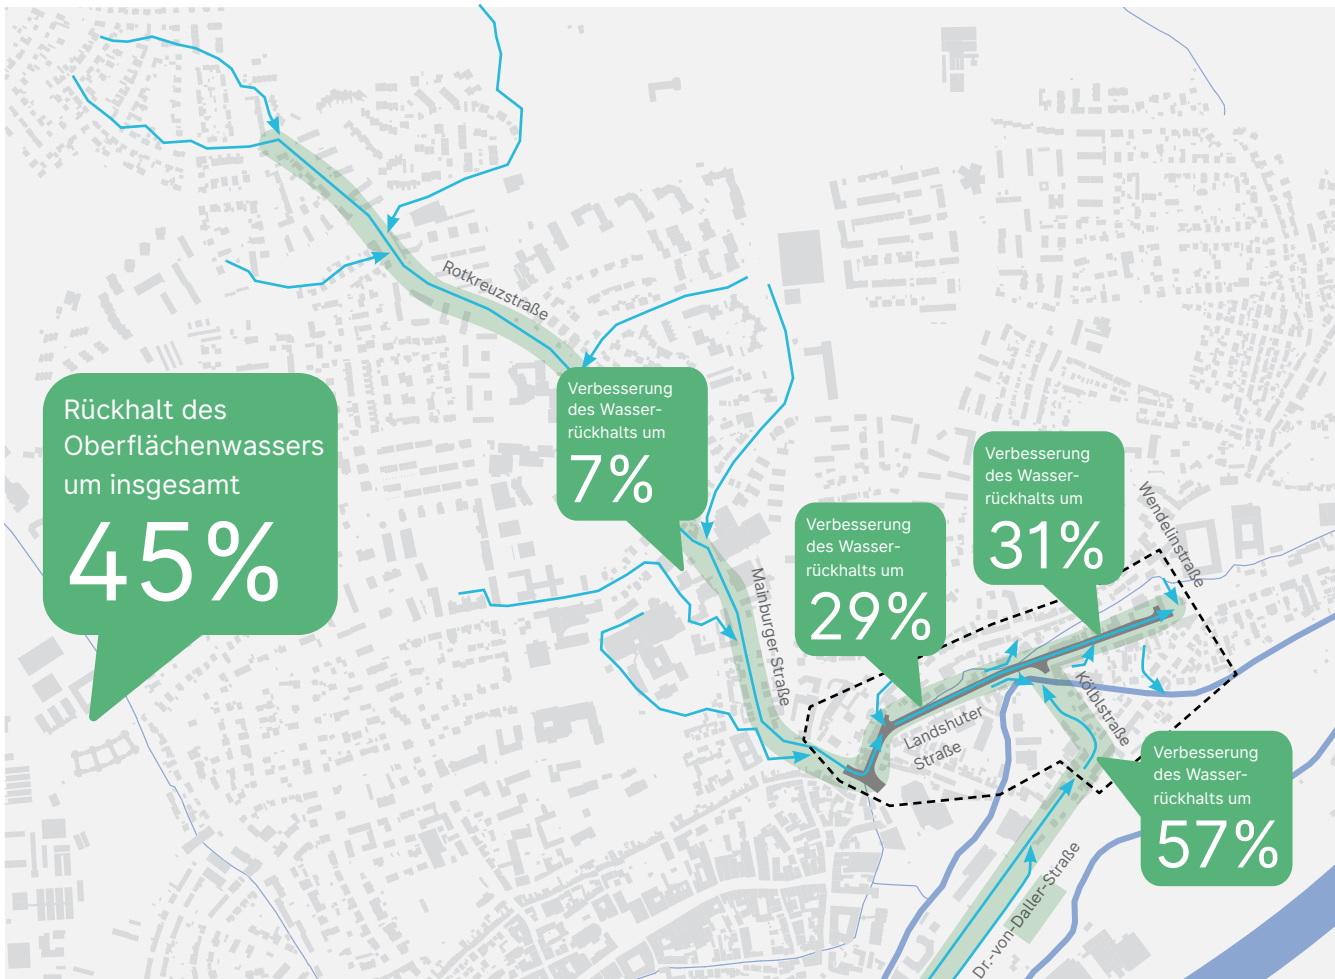 Rotkreuzstraße
Verbesserung
des Wasser-
rückhalts um
7%
Rückhalt des
Oberflächenwassers
um insgesamt
45%
Verbesserung
des Wasser-
rückhalts um
31%
Wendelinstraße
Verbesserung
des Wasser-
rückhalts um
29%
Mainburger Straße
Landshuter
Straße
Kölblstraße
Verbesserung
des Wasser-
rückhalts um
57%
Dr.-von-Daller-Straße